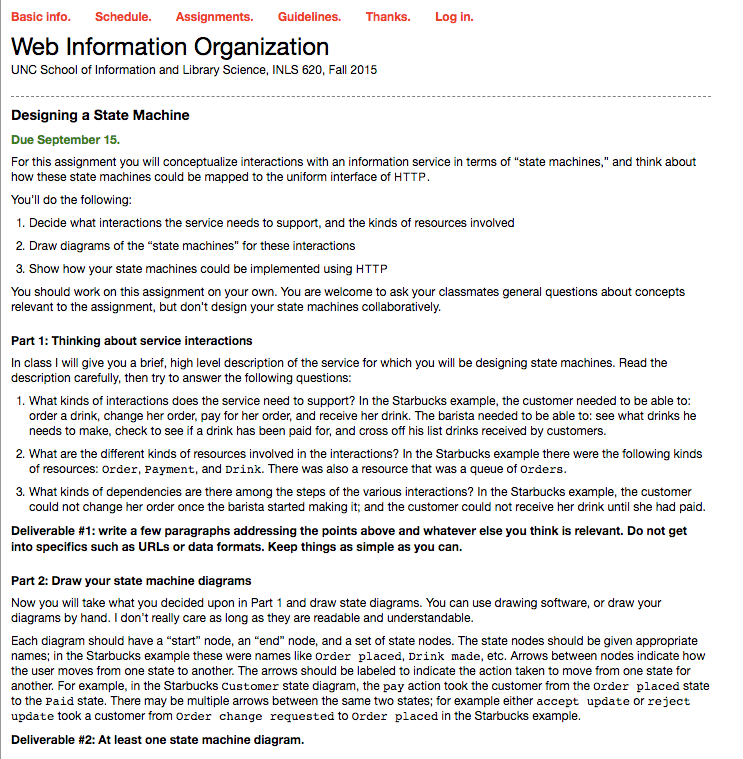 Basic info. Schedule. Assignments. Guidelines. Thanks. Log in.
Web Information Organization
UNC School of Information and Library Science, INLS 620, Fall 2015
Designing a State Machine
Due September 15.
For this assignment you will conceptualize interactions with an information service in terms of “state machines,” and think about
how these state machines could be mapped to the uniform interface of HTTP.
You’ll do the following:
1. Decide what interactions the service needs to support, and the kinds of resources involved
2. Draw diagrams of the “state machines” for these interactions
3. Show how your state machines could be implemented using HTTP
You should work on this assignment on your own. You are welcome to ask your classmates general questions about concepts
relevant to the assignment, but don’t design your state machines collaboratively.
Part 1: Thinking about service interactions
In class I will give you a brief, high level description of the service for which you will be designing state machines. Read the
description carefully, then try to answer the following questions:
1. What kinds of interactions does the service need to support? In the Starbucks example, the customer needed to be able to:
order a drink, change her order, pay for her order, and receive her drink. The barista needed to be able to: see what drinks he
needs to make, check to see if a drink has been paid for, and cross off his list drinks received by customers.
2. What are the different kinds of resources involved in the interactions? In the Starbucks example there were the following kinds
of resources: Order, Payment, and Drink. There was also a resource that was a queue of Orders.
3. What kinds of dependencies are there among the steps of the various interactions? In the Starbucks example, the customer
could not change her order once the barista started making it; and the customer could not receive her drink until she had paid.
Deliverable #1: write a few paragraphs addressing the points above and whatever else you think is relevant. Do not get
into specifics such as URLs or data formats. Keep things as simple as you can.
Part 2: Draw your state machine diagrams
Now you will take what you decided upon in Part 1 and draw state diagrams. You can use drawing software, or draw your
diagrams by hand. I don’t really care as long as they are readable and understandable.
Each diagram should have a “start” node, an “end” node, and a set of state nodes. The state nodes should be given appropriate
names; in the Starbucks example these were names like Order placed, Drink made, etc. Arrows between nodes indicate how
the user moves from one state to another. The arrows should be labeled to indicate the action taken to move from one state for
another. For example, in the Starbucks Customer state diagram, the pay action took the customer from the Order placed state
to the Paid state. There may be multiple arrows between the same two states; for example either accept update or reject
update took a customer from Order change requested to Order placed in the Starbucks example.
Deliverable #2: At least one state machine diagram.